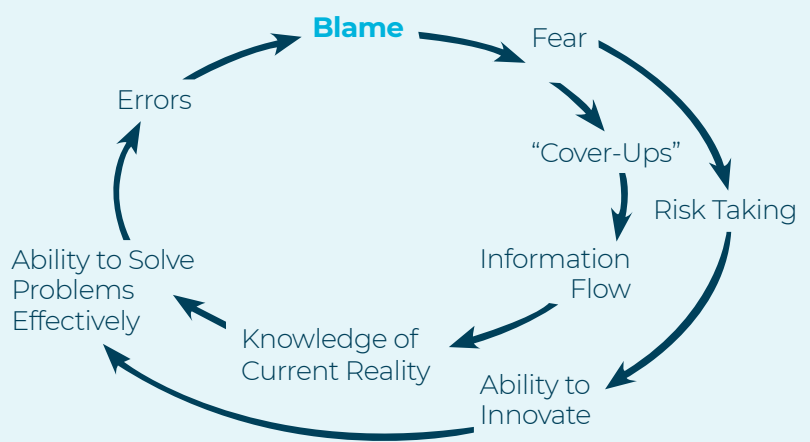 Blame
Fear
Errors
“Cover-Ups”
Risk Taking
Information
Flow
Ability to Solve
Problems
Effectively
Knowledge of
Current Reality
Ability to
Innovate